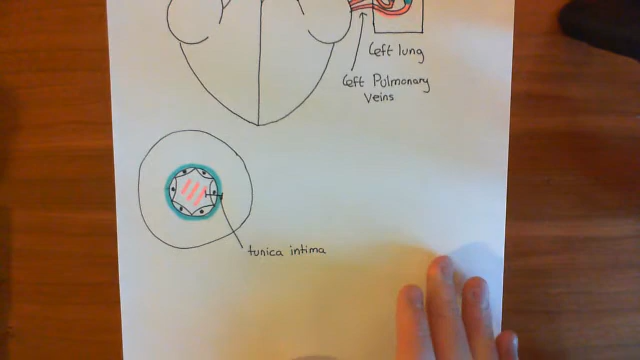 Left lung
Left Pulmonary
Veins
tunica intima